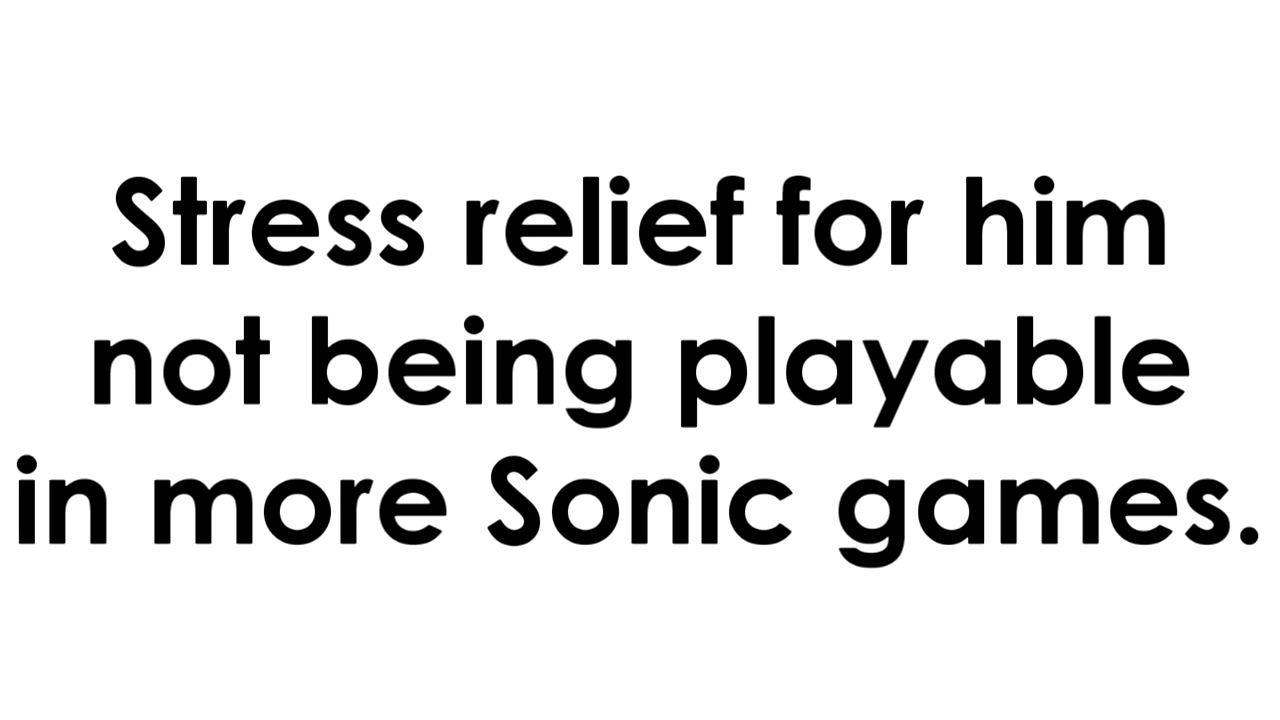 Stress relief for him
not being playable
in more Sonic games.